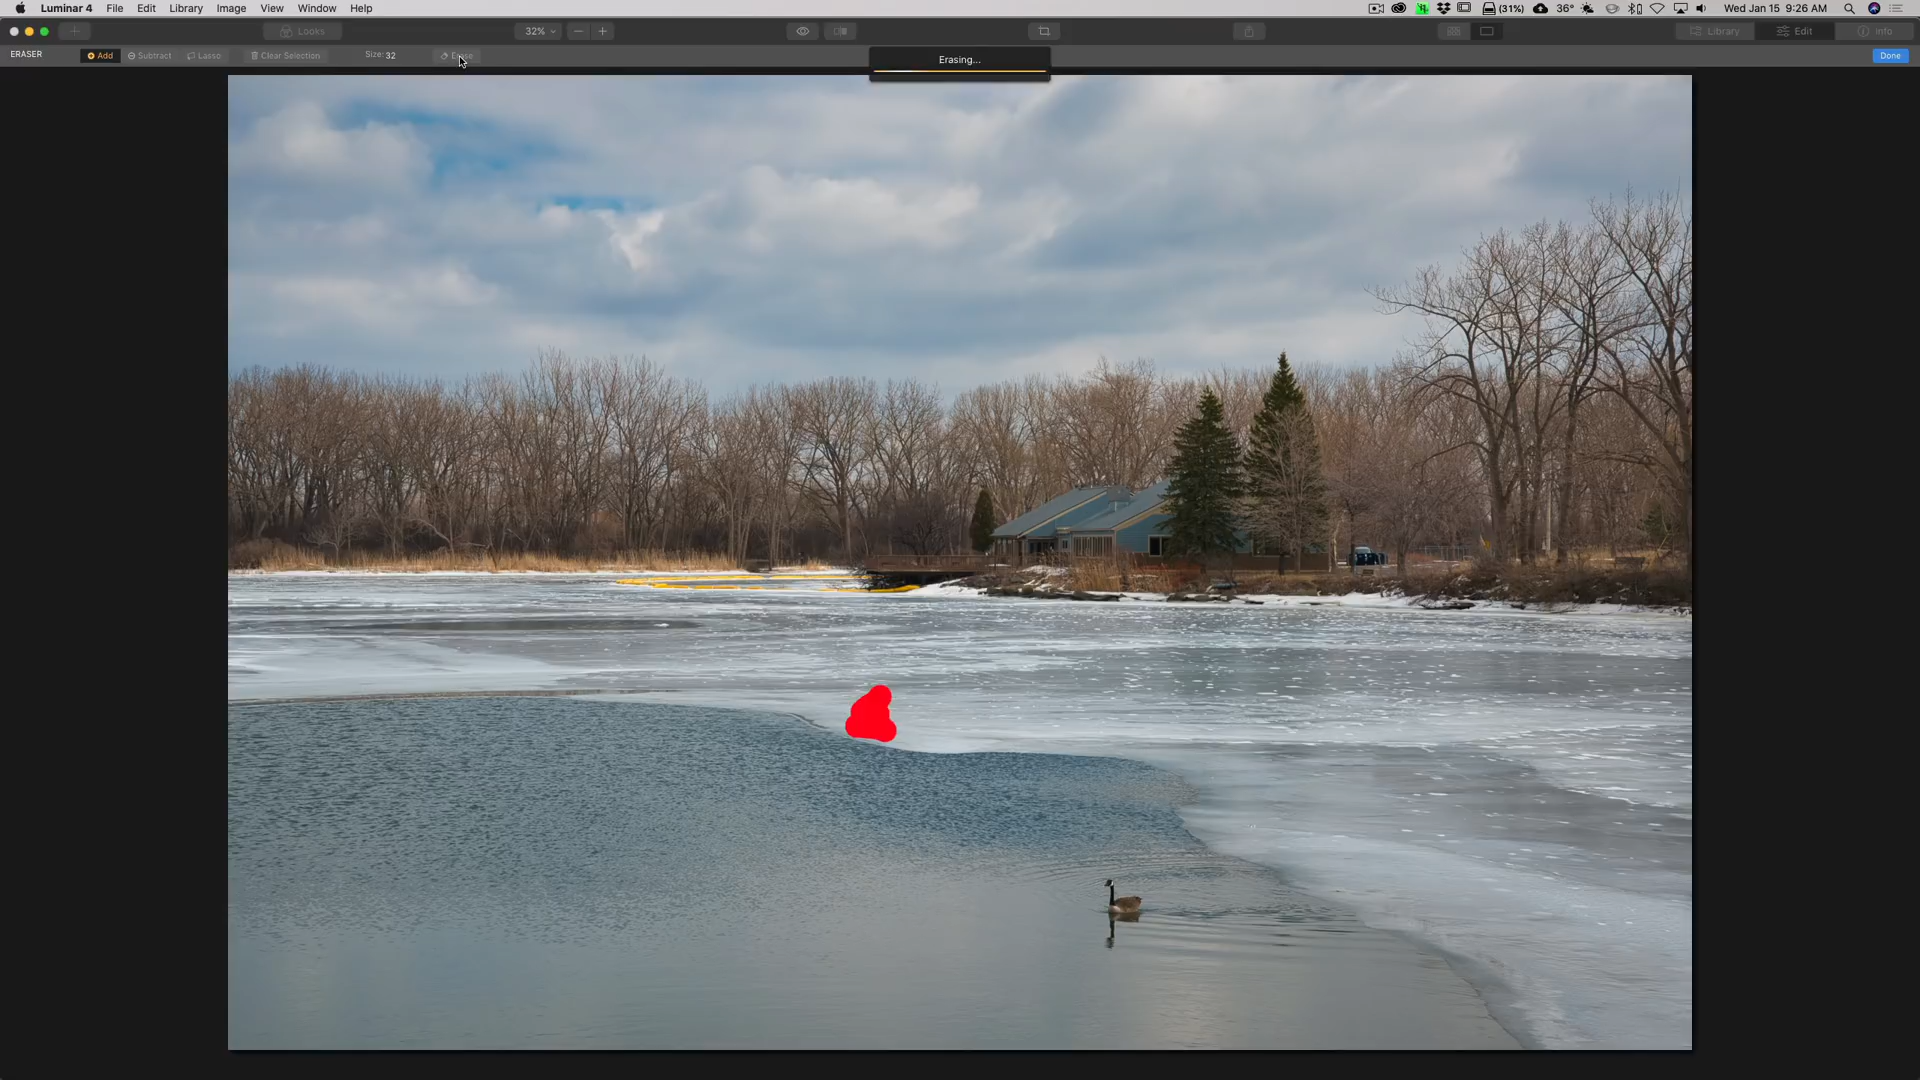 Luminar 4 File Edit Library Image View Window Help (31%) 36° Wed Jan 15 9:26 AM
Looks 32% Library Edit Info
ERASER Add Subtract Lasso Clear Selection Size: 32 Erase Erasing... Done